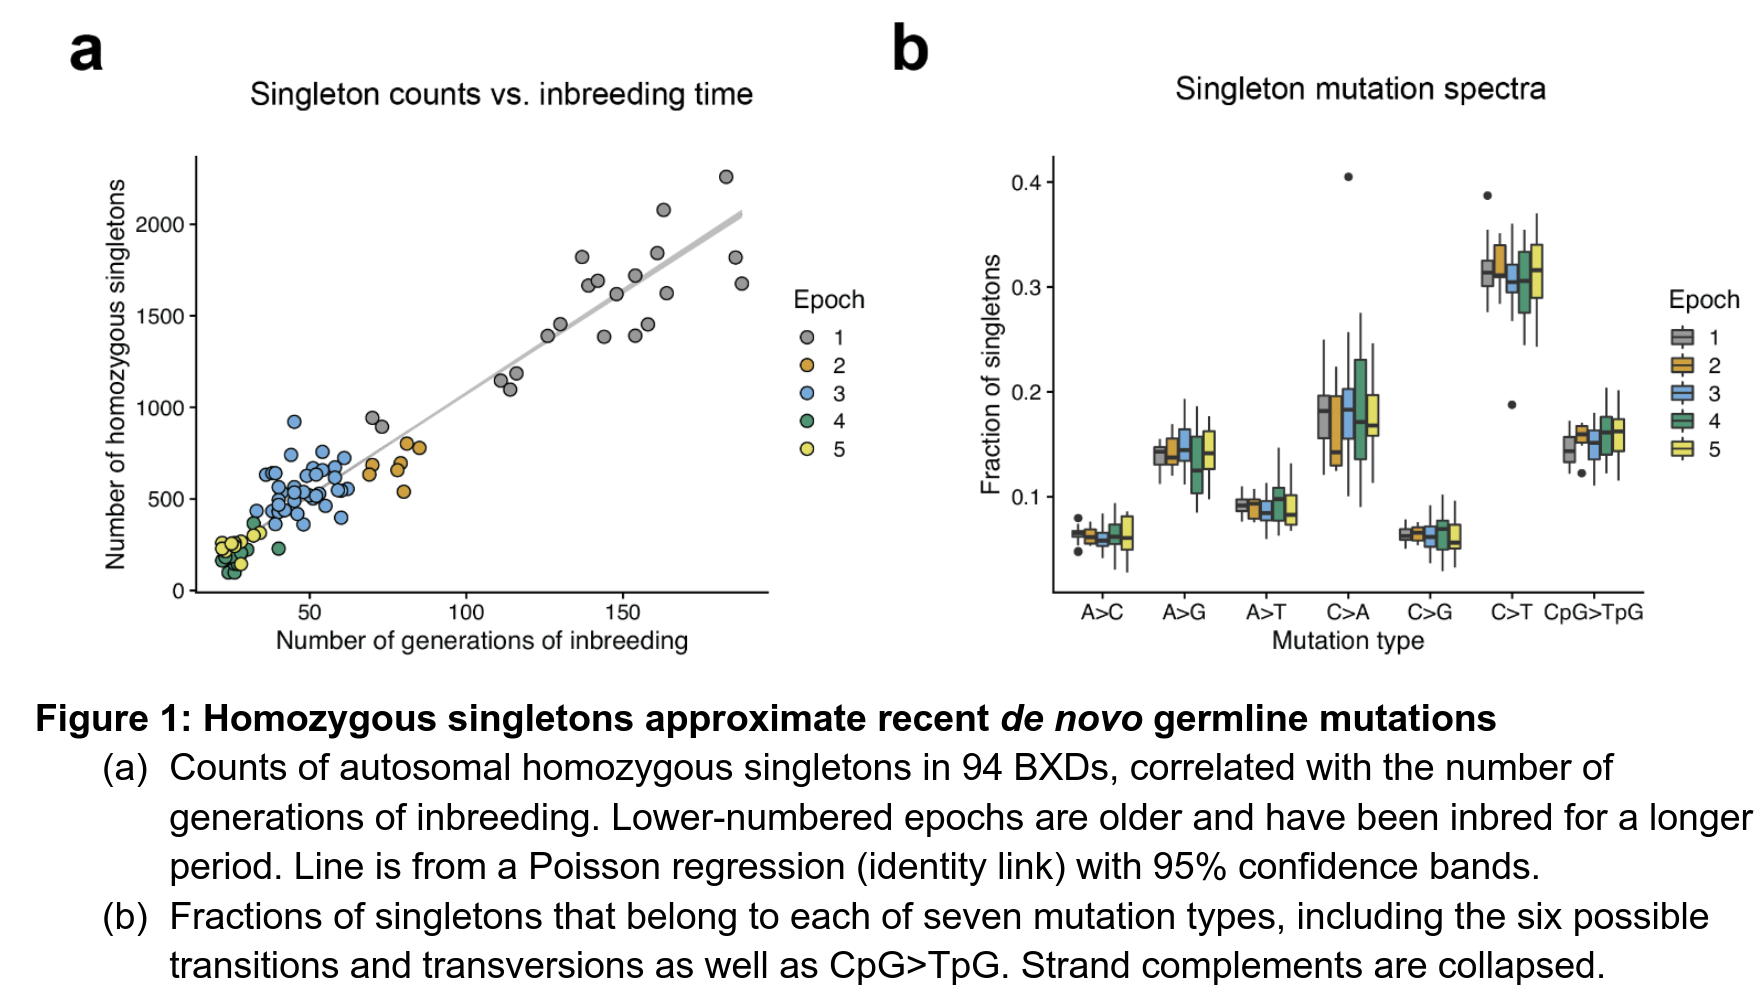 a
Singleton counts vs. inbreeding time
Number of homozygous singletons
2000
1500
1000
500
0
50 100 150
Number of generations of inbreeding
Epoch
1
2
3
4
5
b
Singleton mutation spectra
Fraction of singletons
0.4
0.3
0.2
0.1
A>C A>G A>T C>A C>G C>T CpG>TpG
Mutation type
Epoch
1
2
3
4
5
Figure 1: Homozygous singletons approximate recent de novo germline mutations
(a) Counts of autosomal homozygous singletons in 94 BXDs, correlated with the number of
generations of inbreeding. Lower-numbered epochs are older and have been inbred for a longer
period. Line is from a Poisson regression (identity link) with 95% confidence bands.
(b) Fractions of singletons that belong to each of seven mutation types, including the six possible
transitions and transversions as well as CpG>TpG. Strand complements are collapsed.